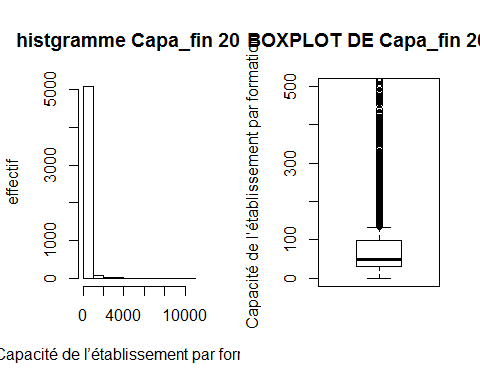 histgramme Capa_fin 20
BOXPLOT DE Capa_fin 20
effectif
0
1000
3000
5000
0
4000
10000
Capacité de l'établissement par forr
Capacité de l'établissement par formation
0
100
300
500